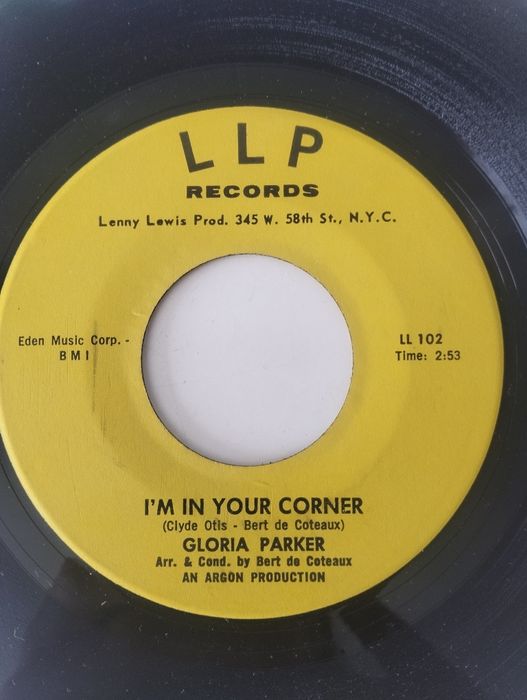 LLP
RECORDS
Lenny Lewis Prod. 345 W. 58th St., N.Y.C.
Eden Music Corp. -
BMI
LL 102
Time: 2:53
I'M IN YOUR CORNER
(Clyde Otis - Bert de Coteaux)
GLORIA PARKER
Arr. & Cond. by Bert de Coteaux
AN ARGON PRODUCTION